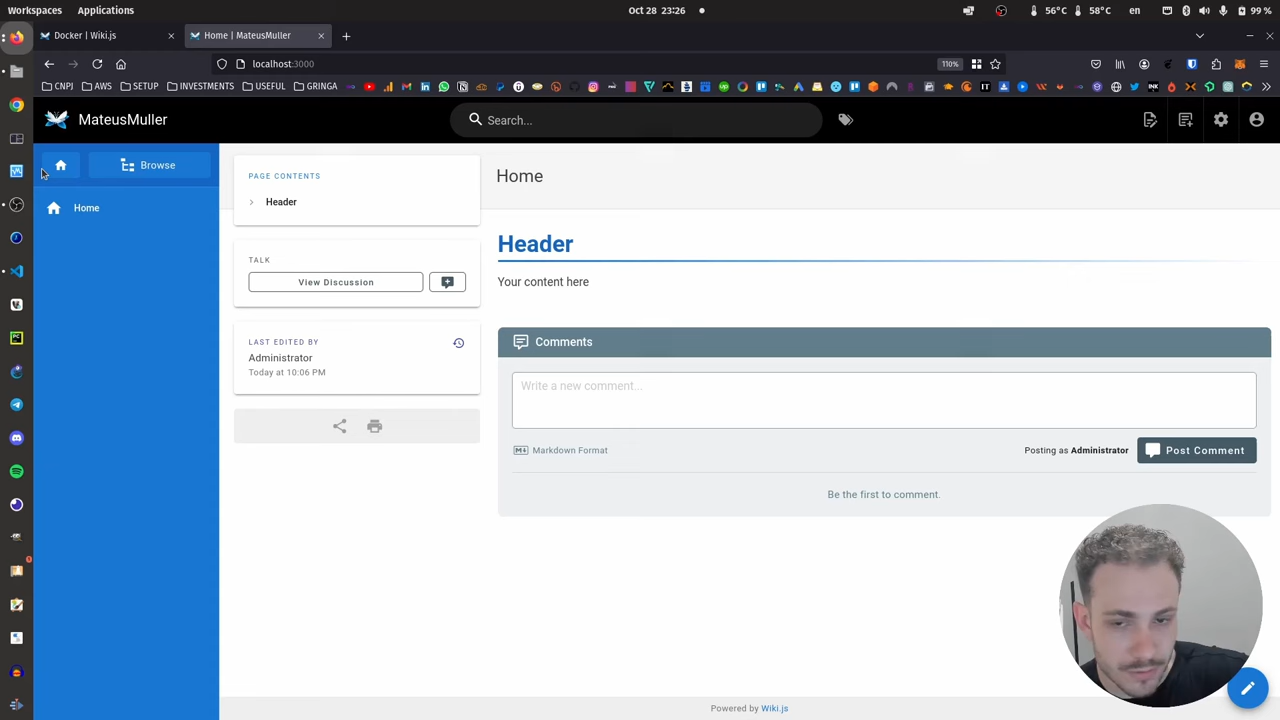 Workspaces Applications Oct 28 23:26 56°C 58°C en 99 %
Docker | Wiki.js Home | MateusMuller
localhost:3000 110%
CNPJ AWS SETUP INVESTMENTS USEFUL GRINGA
MateusMuller Search...
Browse
Home
PAGE CONTENTS
Header
TALK
View Discussion
LAST EDITED BY
Administrator
Today at 10:06 PM
Home
Header
Your content here
Comments
Write a new comment...
Markdown Format Posting as Administrator Post Comment
Be the first to comment.
Powered by Wiki.js